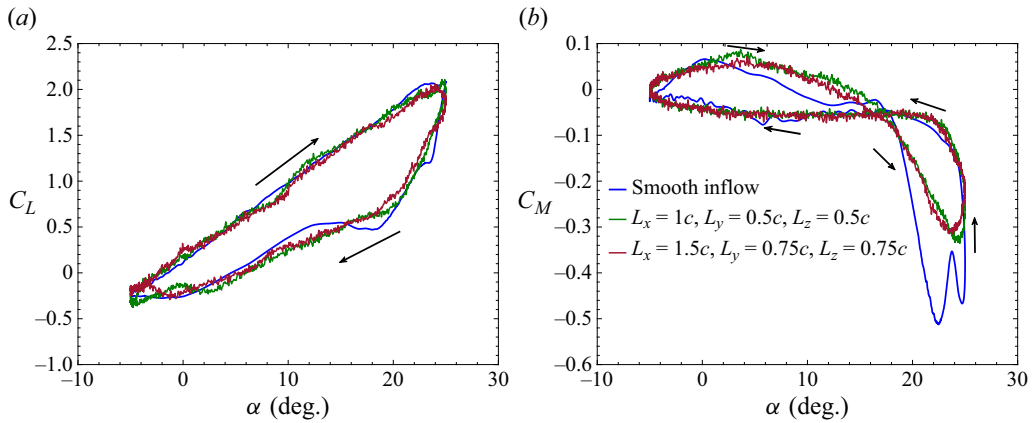 (a)
(b)
2.5
2.0
1.5
1.0
0.5
0
–0.5
–1.0
C_L
–10
0
10
20
30
α (deg.)
0.1
0
–0.1
–0.2
–0.3
–0.4
–0.5
–0.6
C_M
Smooth inflow
L_x = 1c, L_y = 0.5c, L_z = 0.5c
L_x = 1.5c, L_y = 0.75c, L_z = 0.75c
–10
0
10
20
30
α (deg.)